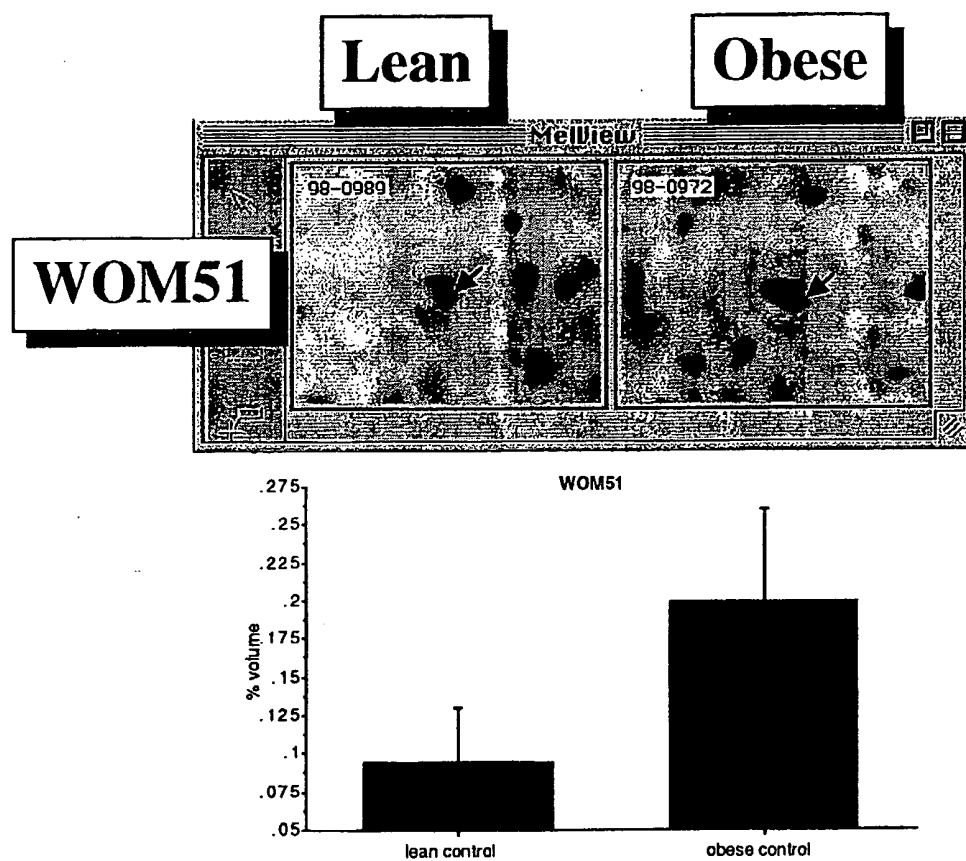 Lean
Obese
MelView
98-0989
98-0972
WOM51
WOM51
.275
.25
.225
.2
.175
.15
.125
.1
.075
.05
% volume
lean control
obese control